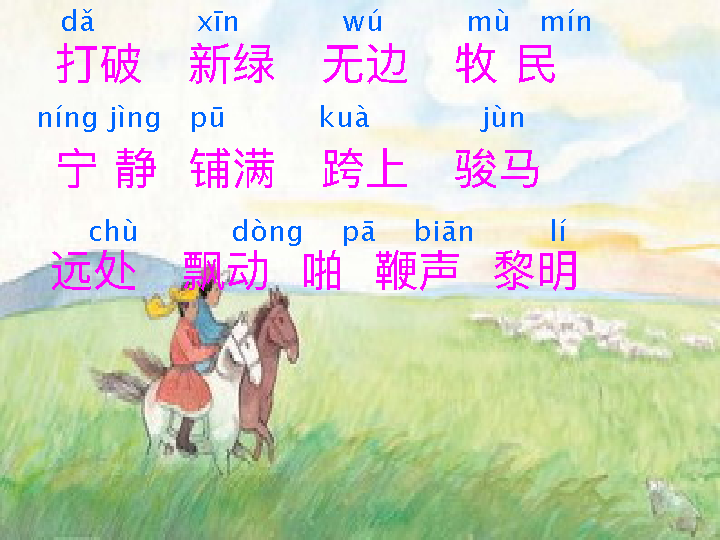 dǎ xīn wú mù mín
打破 新绿 无边 牧 民
níng jìng pū kuà jùn
宁 静 铺满 跨上 骏马
chù dòng pā biān lí
远处 飘动 啪 鞭声 黎明